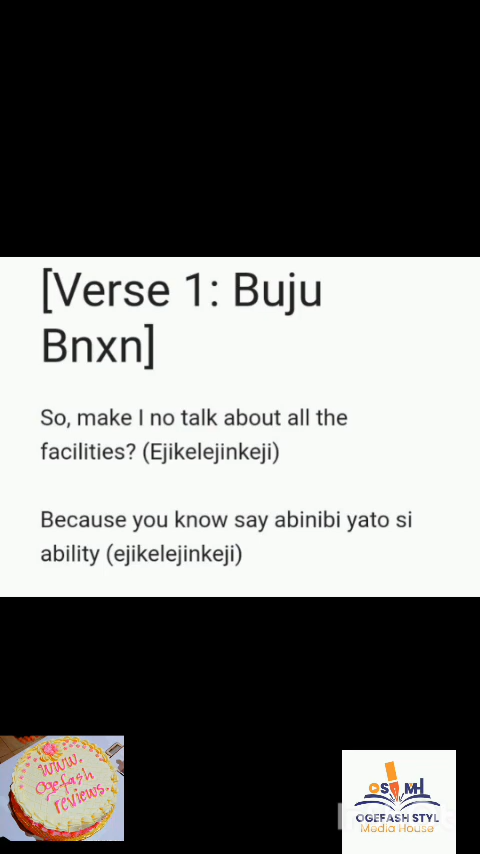 [Verse 1: Buju
Bnxn]
So, make I no talk about all the
facilities? (Ejikelejinkeji)
Because you know say abinibi yato si
ability (ejikelejinkeji)
www.
Ogefash
reviews.
OSMH
OGEFASH STYL
Media House